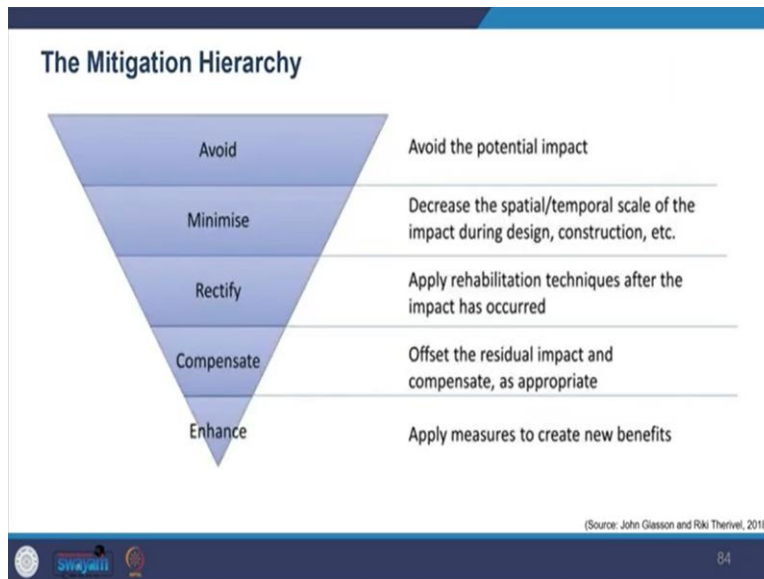 The Mitigation Hierarchy
Avoid
Avoid the potential impact
Minimise
Decrease the spatial/temporal scale of the
impact during design, construction, etc.
Rectify
Apply rehabilitation techniques after the
impact has occurred
Compensate
Offset the residual impact and
compensate, as appropriate
Enhance
Apply measures to create new benefits
(Source: John Glasson and Riki Therivel, 2018
swayam
84